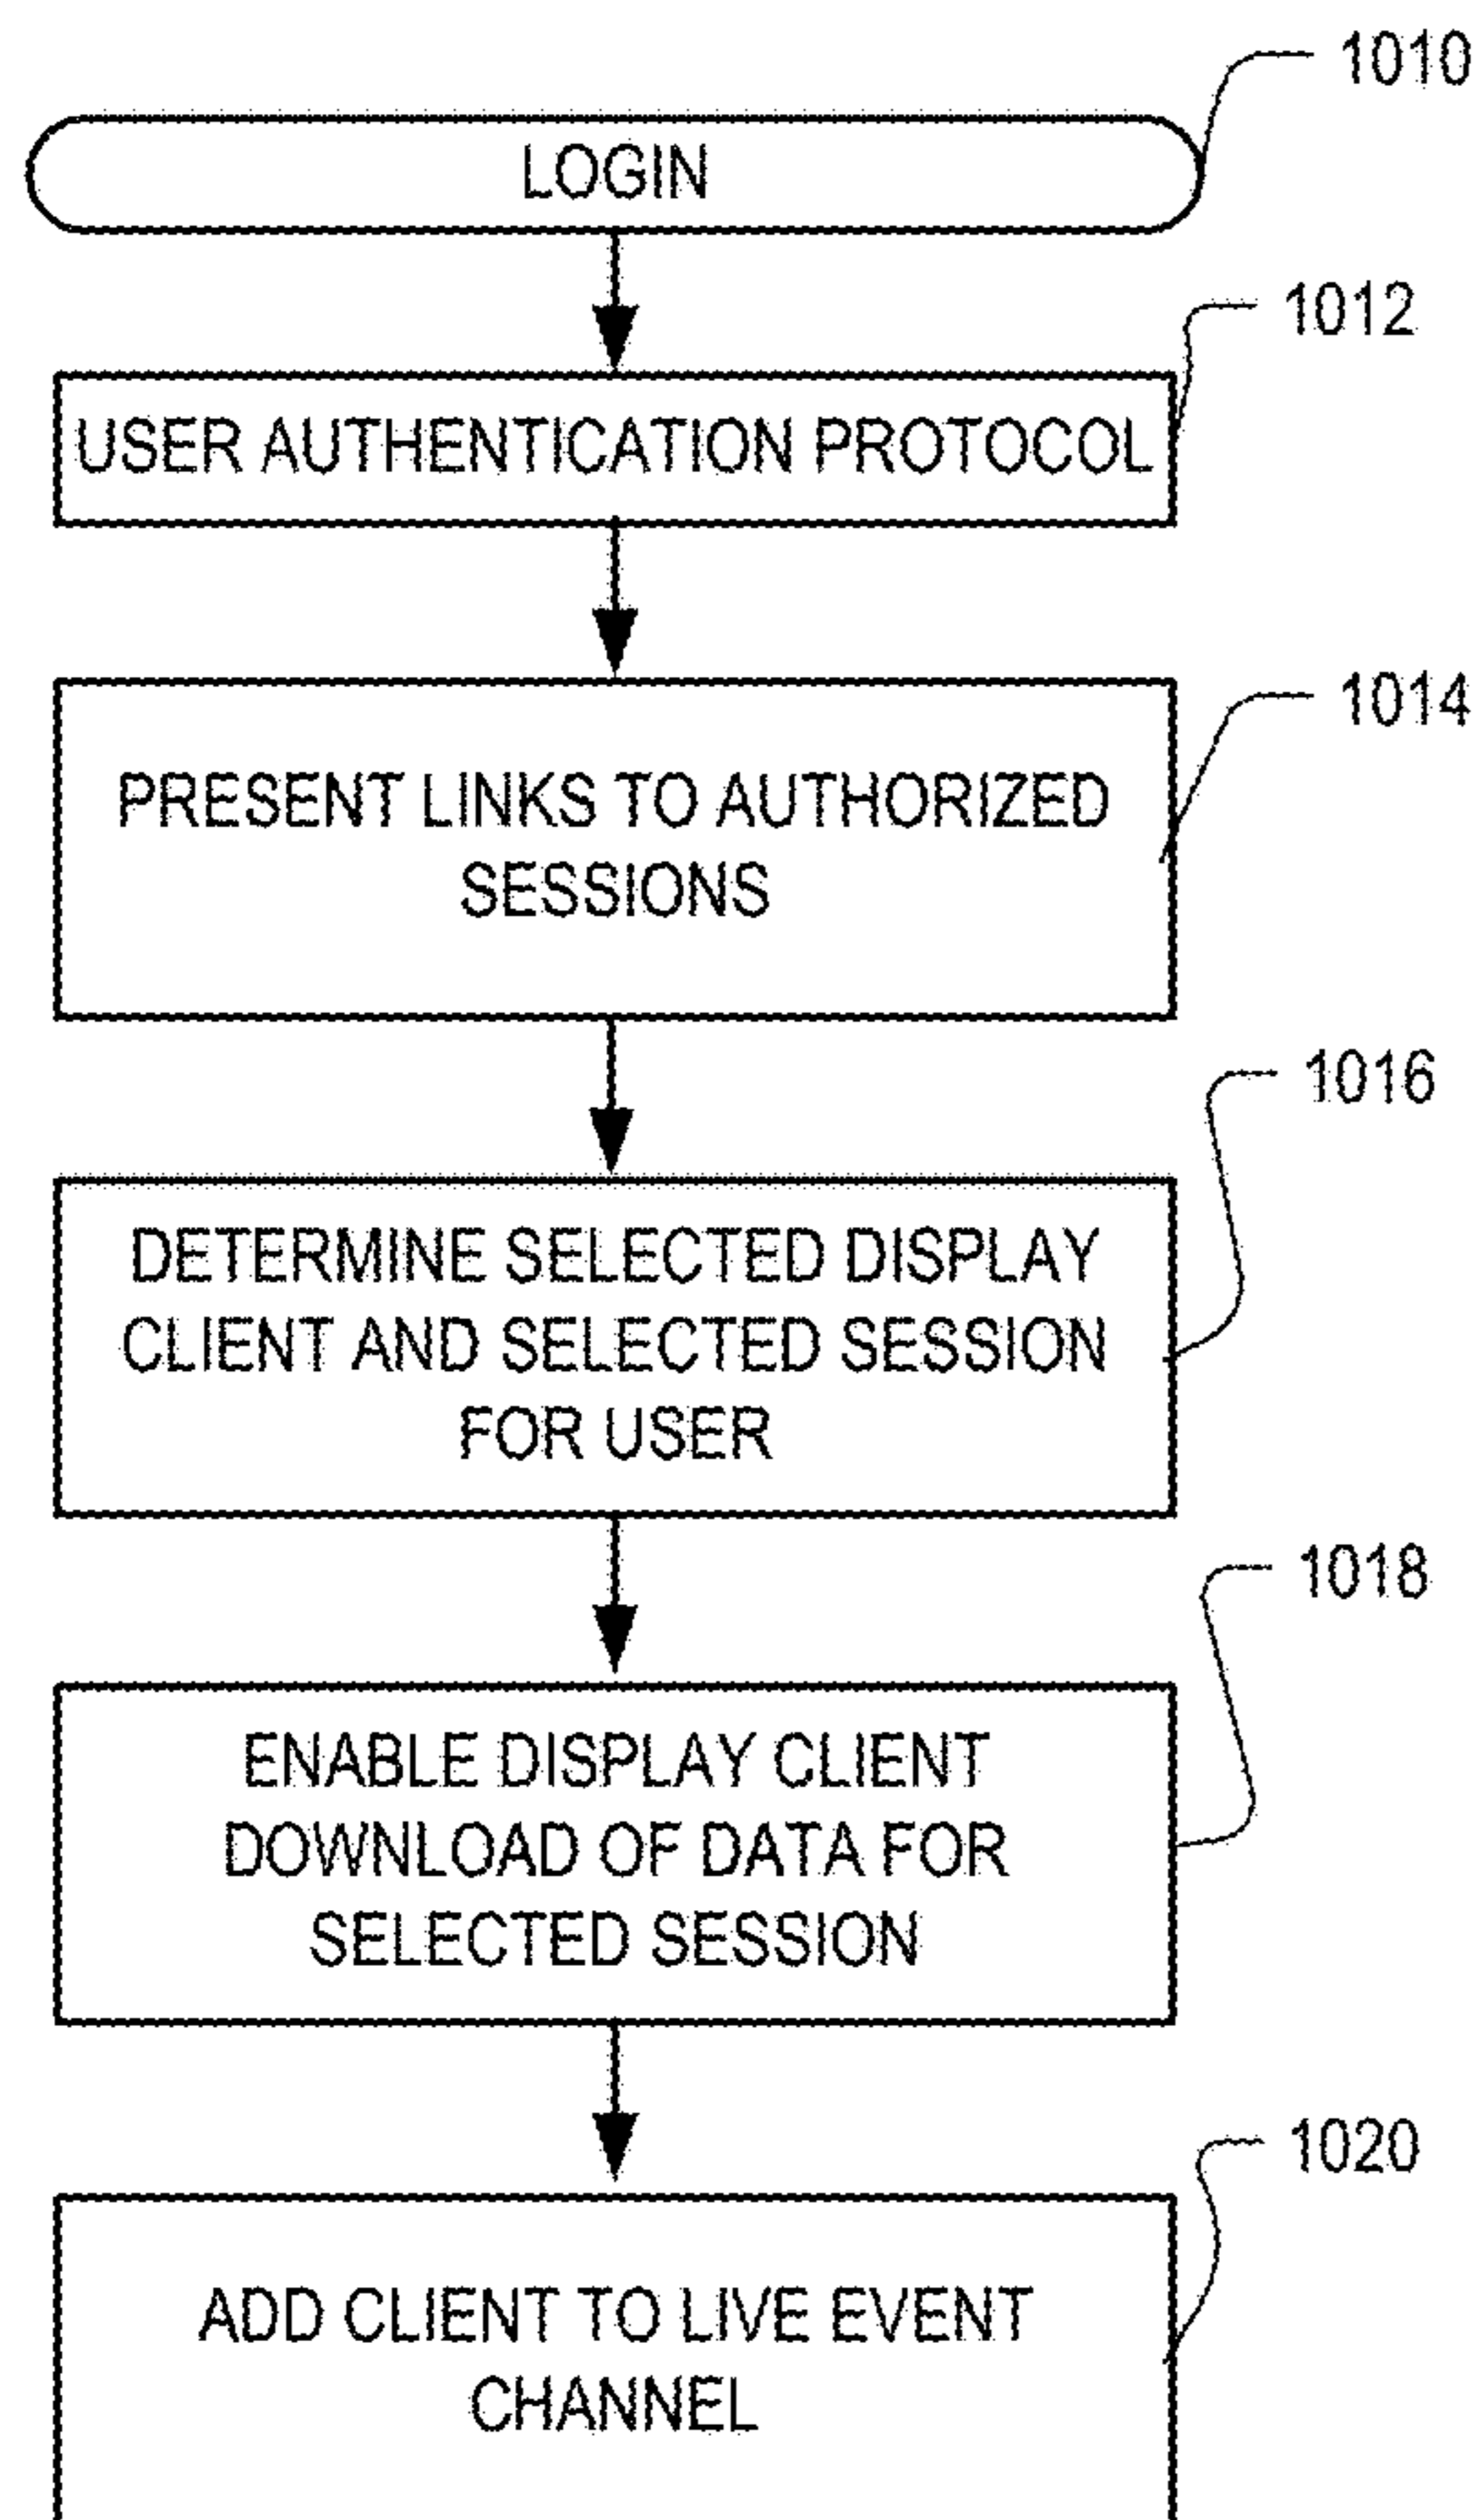 1010
LOGIN
1012
USER AUTHENTICATION PROTOCOL
1014
PRESENT LINKS TO AUTHORIZED
SESSIONS
1016
DETERMINE SELECTED DISPLAY
CLIENT AND SELECTED SESSION
FOR USER
1018
ENABLE DISPLAY CLIENT
DOWNLOAD OF DATA FOR
SELECTED SESSION
1020
ADD CLIENT TO LIVE EVENT
CHANNEL